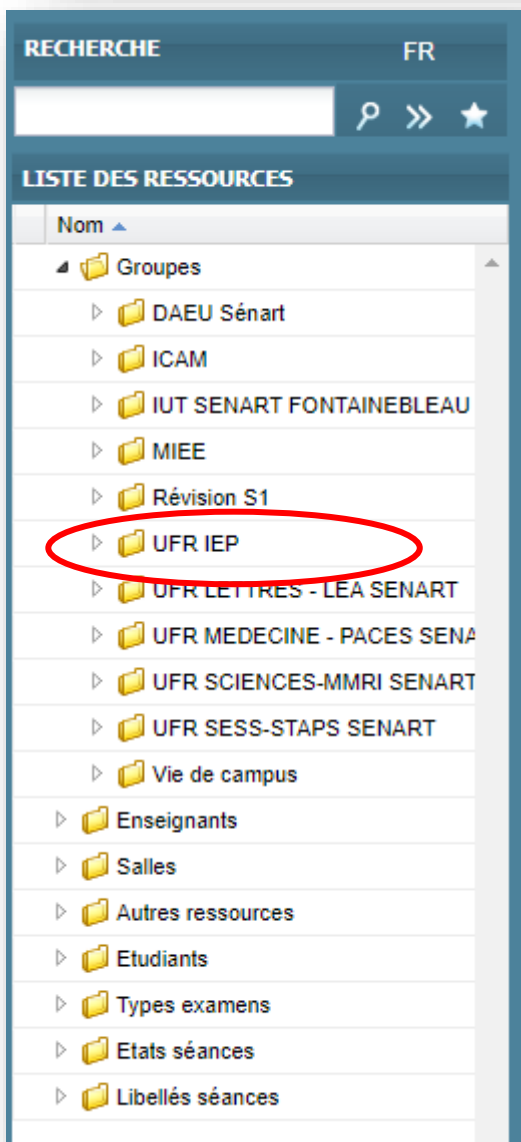 RECHERCHE FR
LISTE DES RESSOURCES
Nom
Groupes
DAEU Sénart
ICAM
IUT SENART FONTAINEBLEAU
MIEE
Révision S1
UFR IEP
UFR LETTRES - LEA SENART
UFR MEDECINE - PACES SENA
UFR SCIENCES-MMRI SENART
UFR SESS-STAPS SENART
Vie de campus
Enseignants
Salles
Autres ressources
Etudiants
Types examens
Etats séances
Libellés séances